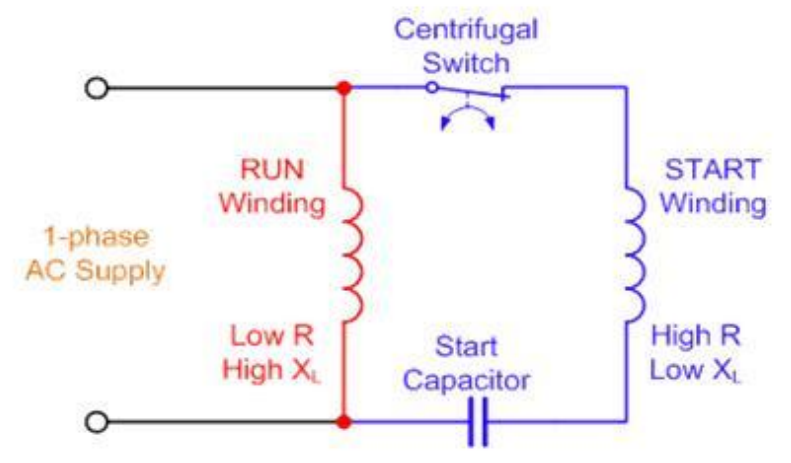 Centrifugal
Switch
RUN
Winding
START
Winding
1-phase
AC Supply
Low R
High X_L
Start
Capacitor
High R
Low X_L